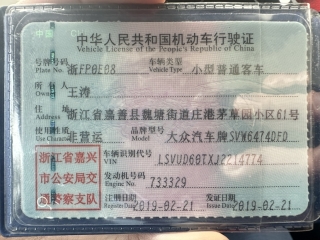 中华人民共和国机动车行驶证
Vehicle License of the People's Republic of China
号牌号码 浙FP0E08 车辆类型 小型普通客车
Plate No. Vehicle Type
所有人 王涛
Owner
住址 浙江省嘉善县魏塘街道庄港茅草园小区61号
Address
使用性质 非营运 品牌型号 大众汽车牌SVW6474DFD
Use Character Model
浙江省嘉兴 车辆识别代号 LSVUD60TXJ2214774
VIN
市公安局交 发动机号码 733329
Engine No.
通警察支队 注册日期 2019-02-21 发证日期 2019-02-21
Register Date Issue Date